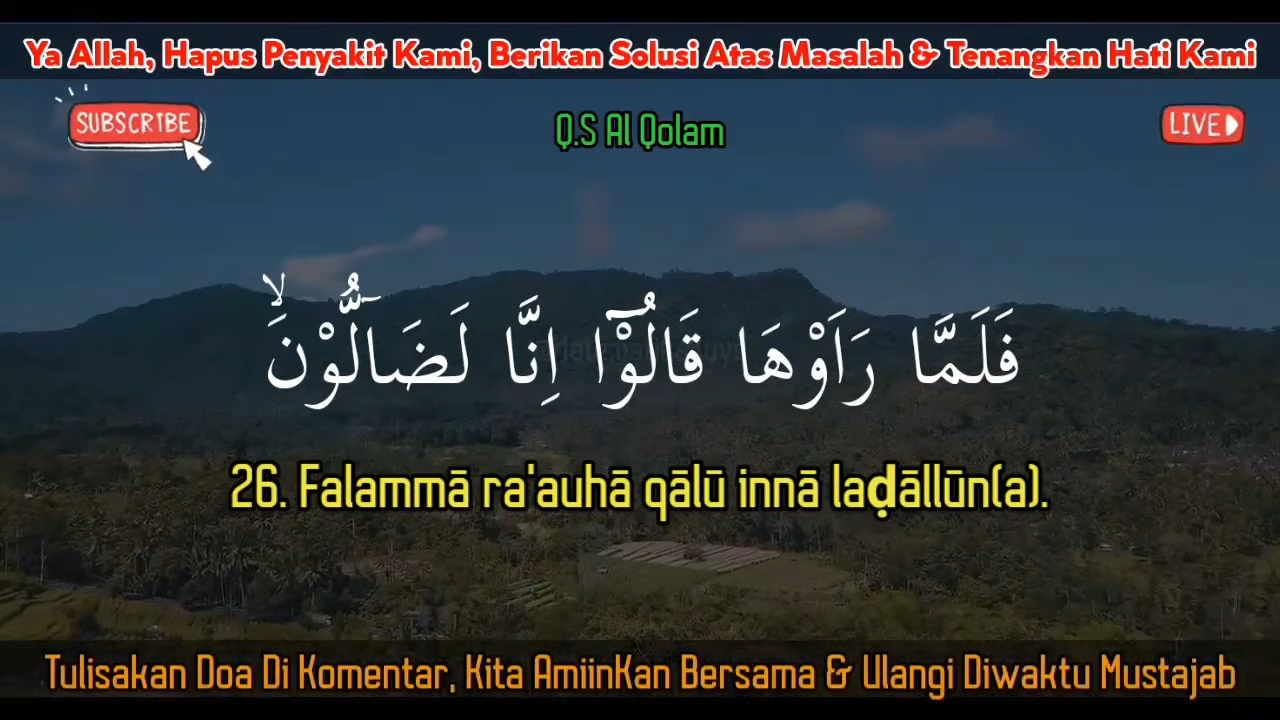 Ya Allah, Hapus Penyakit Kami, Berikan Solusi Atas Masalah & Tenangkan Hati Kami
SUBSCRIBE
Q.S Al Qolam
LIVE
فَلَمَّا رَاَوْهَا قَالُوْٓا اِنَّا لَضَاۤلُّوْنَۙ
26. Falammā ra'auhā qālū innā laḍāllūn(a).
Tulisakan Doa Di Komentar, Kita AmiinKan Bersama & Ulangi Diwaktu Mustajab